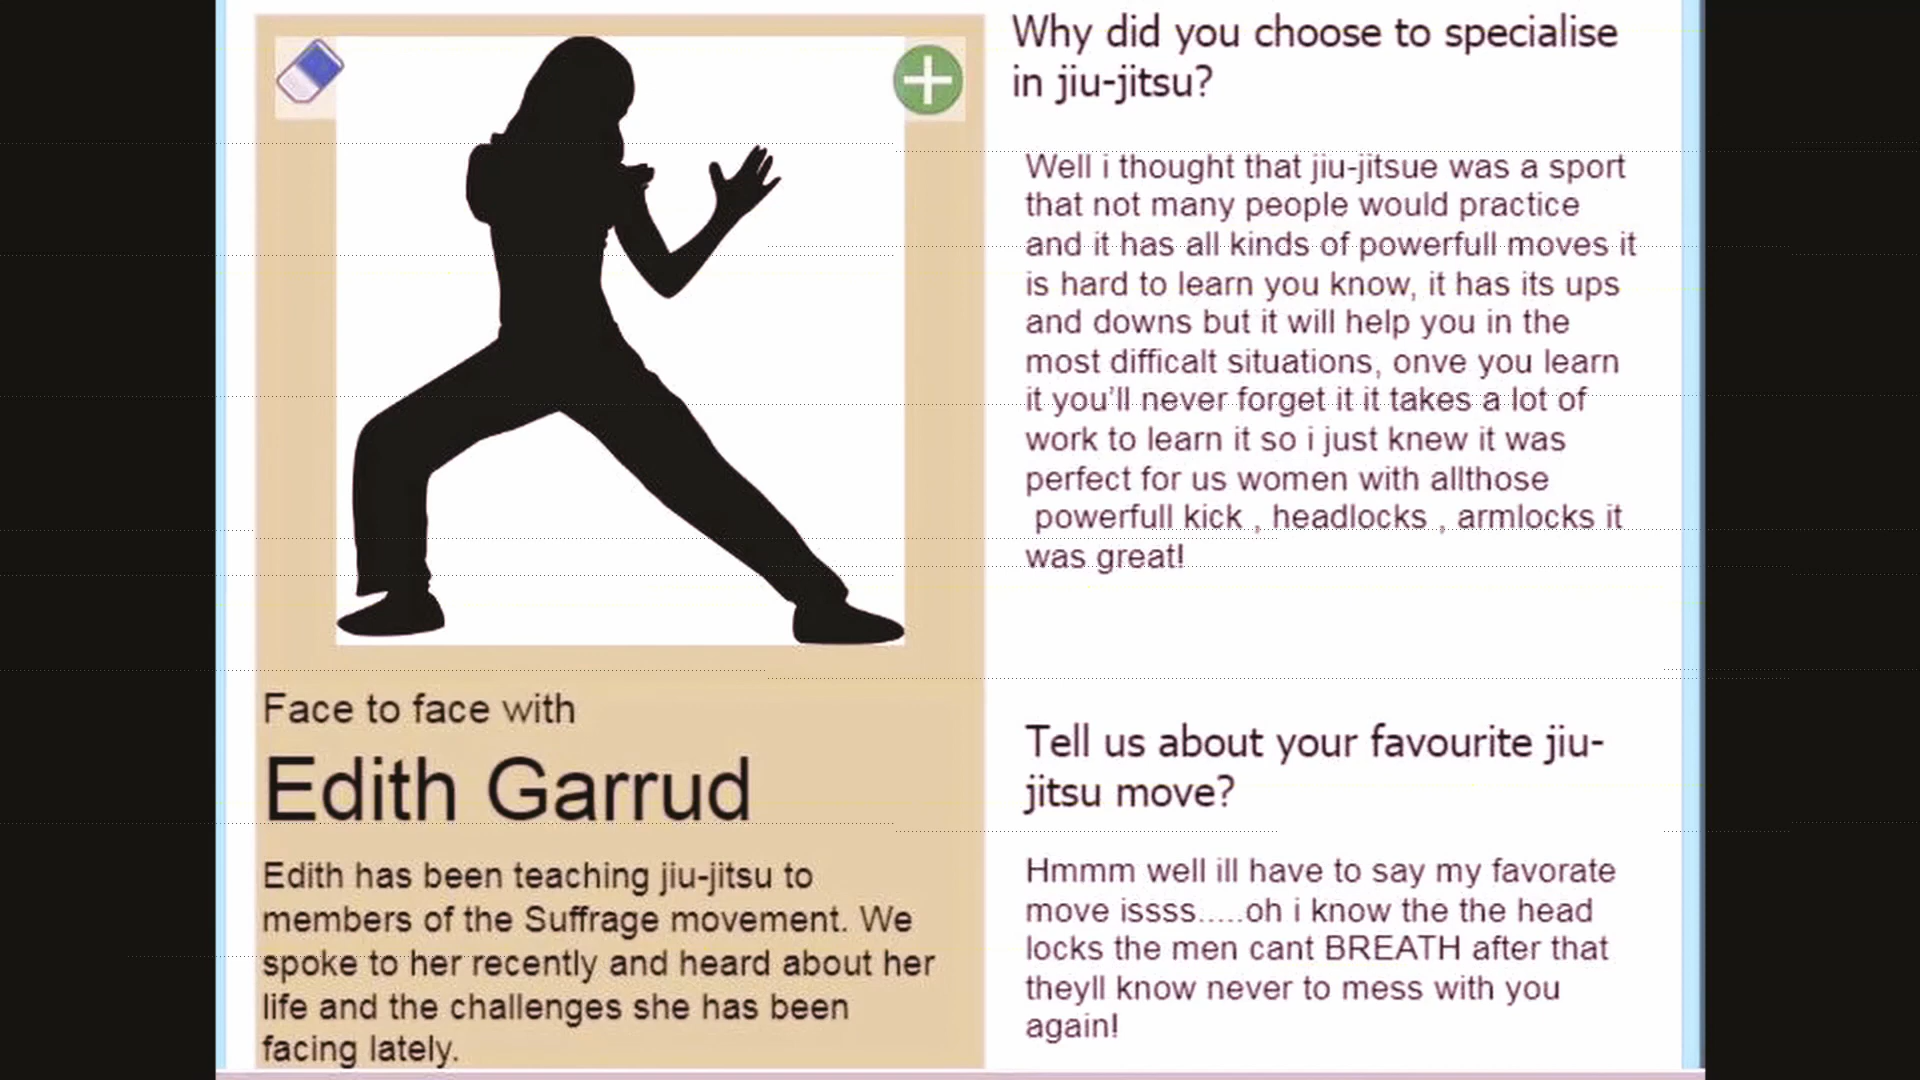 Face to face with
Edith Garrud
Edith has been teaching jiu-jitsu to
members of the Suffrage movement. We
spoke to her recently and heard about her
life and the challenges she has been
facing lately.
Why did you choose to specialise
in jiu-jitsu?
Well i thought that jiu-jitsue was a sport
that not many people would practice
and it has all kinds of powerfull moves it
is hard to learn you know, it has its ups
and downs but it will help you in the
most difficalt situations, onve you learn
it you'll never forget it it takes a lot of
work to learn it so i just knew it was
perfect for us women with allthose
powerfull kick , headlocks , armlocks it
was great!
Tell us about your favourite jiu-
jitsu move?
Hmmm well ill have to say my favorate
move issss.....oh i know the the head
locks the men cant BREATH after that
theyll know never to mess with you
again!